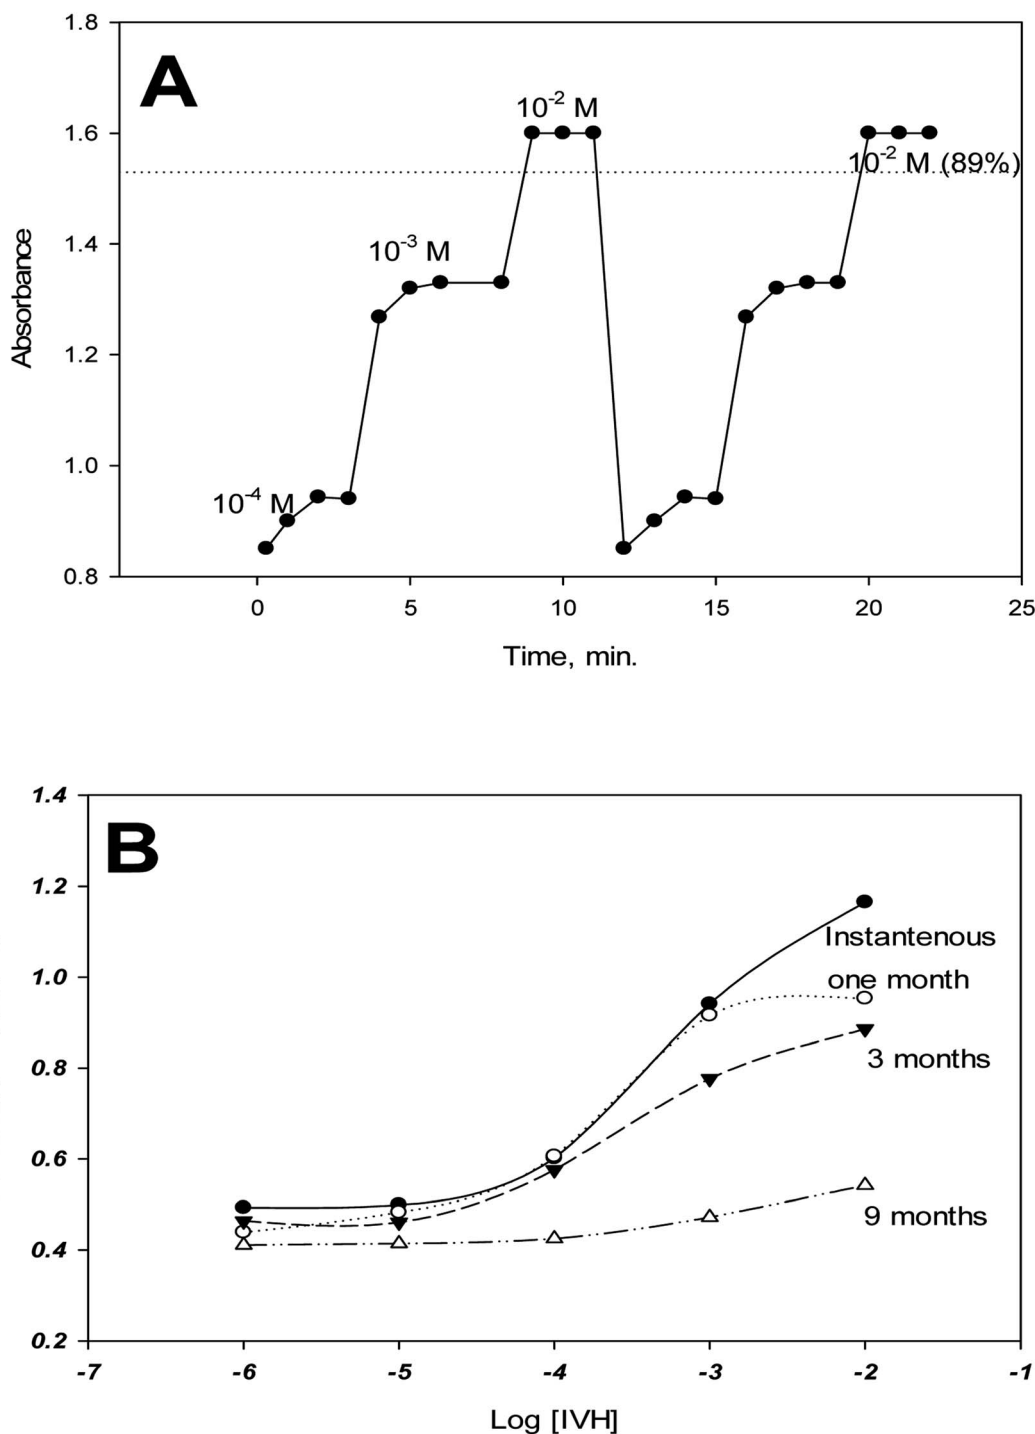 A
1.8
1.6
1.4
1.2
1.0
0.8
Absorbance
10⁻⁴ M
10⁻³ M
10⁻² M
10⁻² M (89%)
0 5 10 15 20 25
Time, min.
B
1.4
1.2
1.0
0.8
0.6
0.4
0.2
Instantenous
one month
3 months
9 months
-7 -6 -5 -4 -3 -2 -1
Log [IVH]